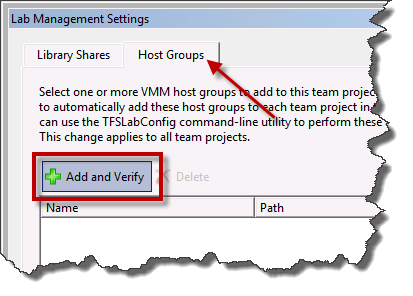 Lab Management Settings
Library Shares
Host Groups
Select one or more VMM host groups to add to this team projec
to automatically add these host groups to each team project in
can use the TFSLabConfig command-line utility to perform these
This change applies to all team projects.
Add and Verify
Delete
Name
Path